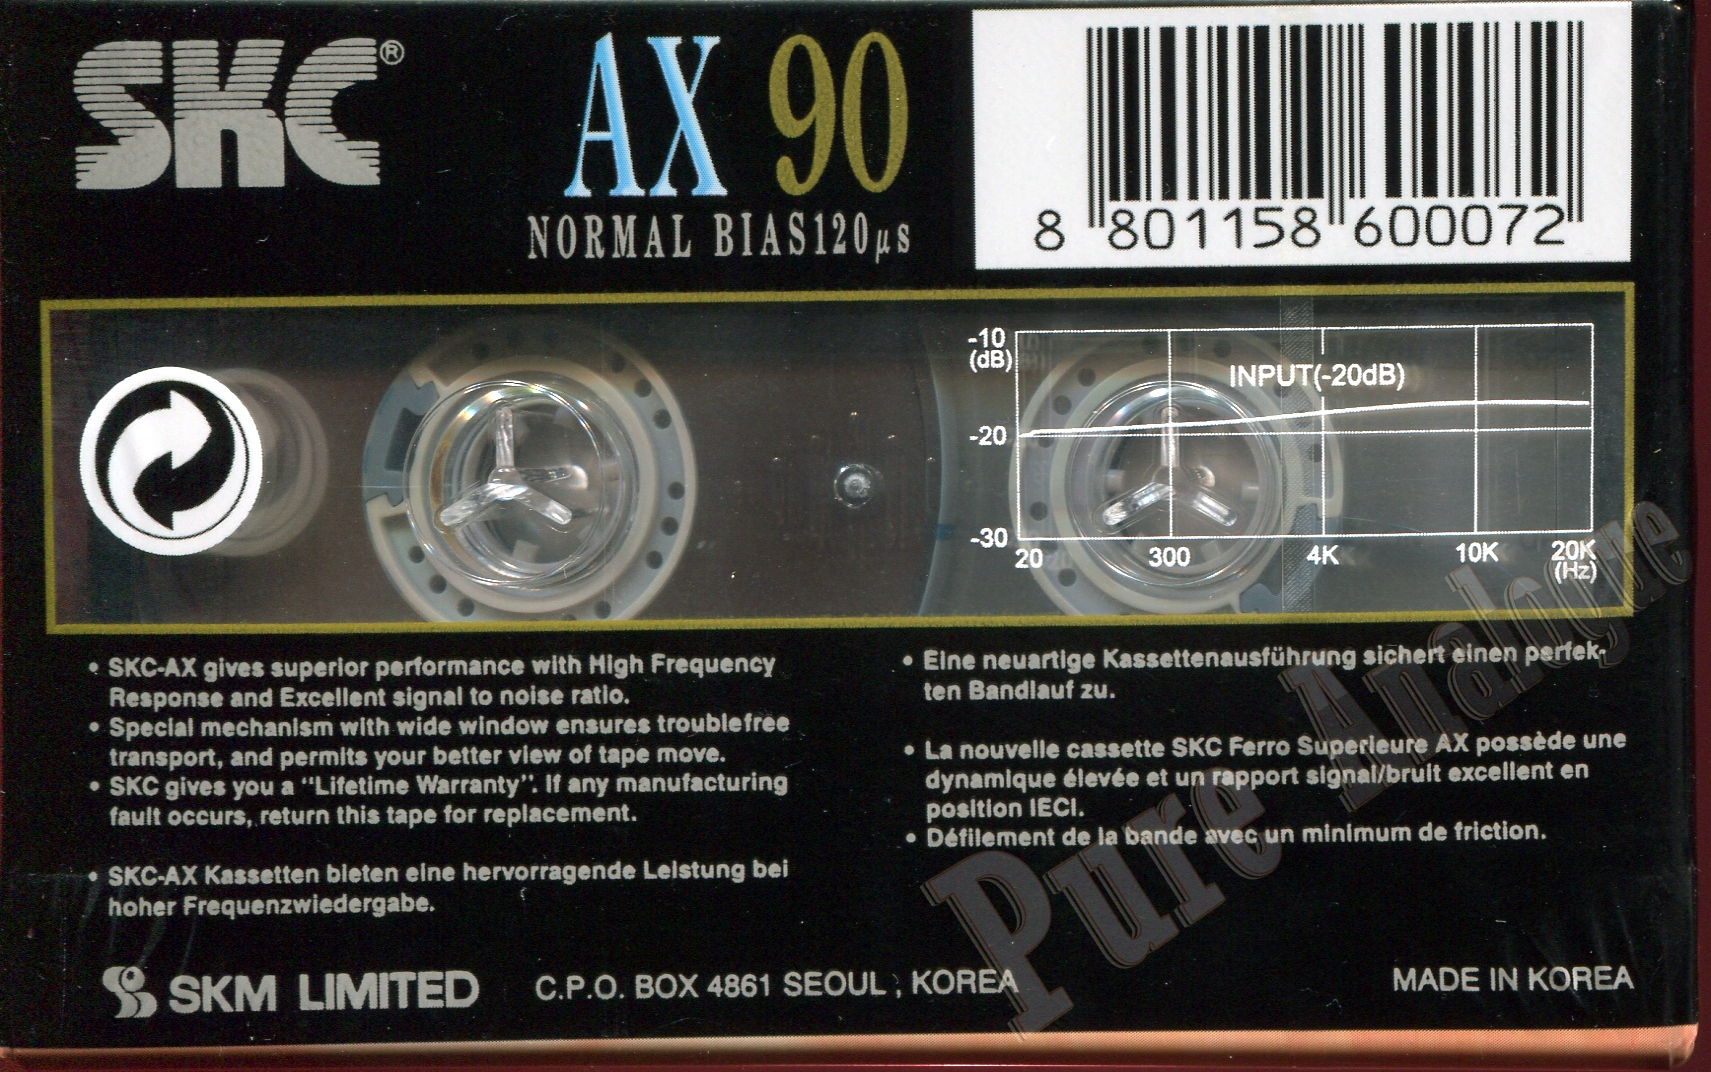 SKC®
AX 90
NORMAL BIAS120μs
8 801158 600072
-10
(dB)
INPUT(-20dB)
-20
-30
20 300 4K 10K 20K
(Hz)
• SKC-AX gives superior performance with High Frequency
Response and Excellent signal to noise ratio.
• Special mechanism with wide window ensures troublefree
transport, and permits your better view of tape move.
• SKC gives you a "Lifetime Warranty". If any manufacturing
fault occurs, return this tape for replacement.
• SKC-AX Kassetten bieten eine hervorragende Leistung bei
hoher Frequenzwiedergabe.
• Eine neuartige Kassettenausführung sichert einen perfek-
ten Bandlauf zu.
• La nouvelle cassette SKC Ferro Superieure AX possède une
dynamique élevée et un rapport signal/bruit excellent en
position IECI.
• Défilement de la bande avec un minimum de friction.
SKM LIMITED C.P.O. BOX 4861 SEOUL, KOREA MADE IN KOREA
Pure Analogue